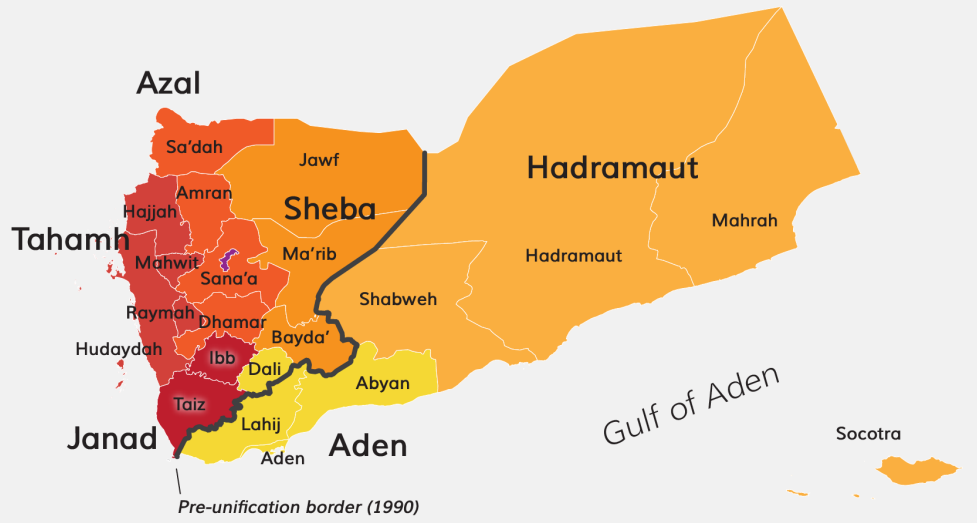 Azal
Sa’dah
Jawf
Hadramaut
Amran
Hajjah
Sheba
Mahrah
Tahamh
Ma’rib
Hadramaut
Mahwit
Sana’a
Shabweh
Raymah
Dhamar
Bayda’
Hudaydah
Ibb
Dali
Abyan
Taiz
Gulf of Aden
Lahij
Socotra
Janad
Aden
Aden
Pre-unification border (1990)